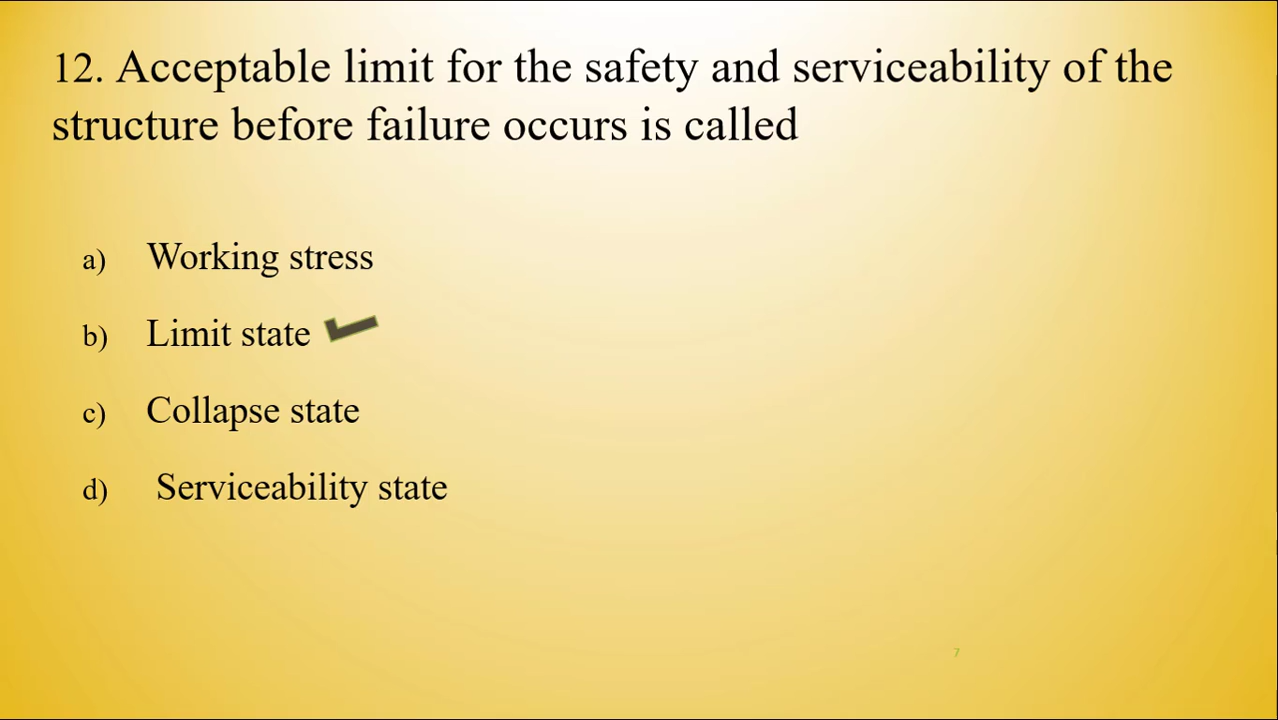 12. Acceptable limit for the safety and serviceability of the
structure before failure occurs is called
a) Working stress
b) Limit state
c) Collapse state
d) Serviceability state
7